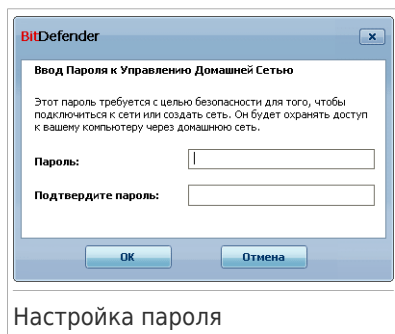 BitDefender
Ввод Пароля к Управлению Домашней Сетью
Этот пароль требуется с целью безопасности для того, чтобы
подключиться к сети или создать сеть. Он будет охранять доступ
к вашему компьютеру через домашнюю сеть.
Пароль:
Подтвердите пароль:
OK
Отмена
Настройка пароля